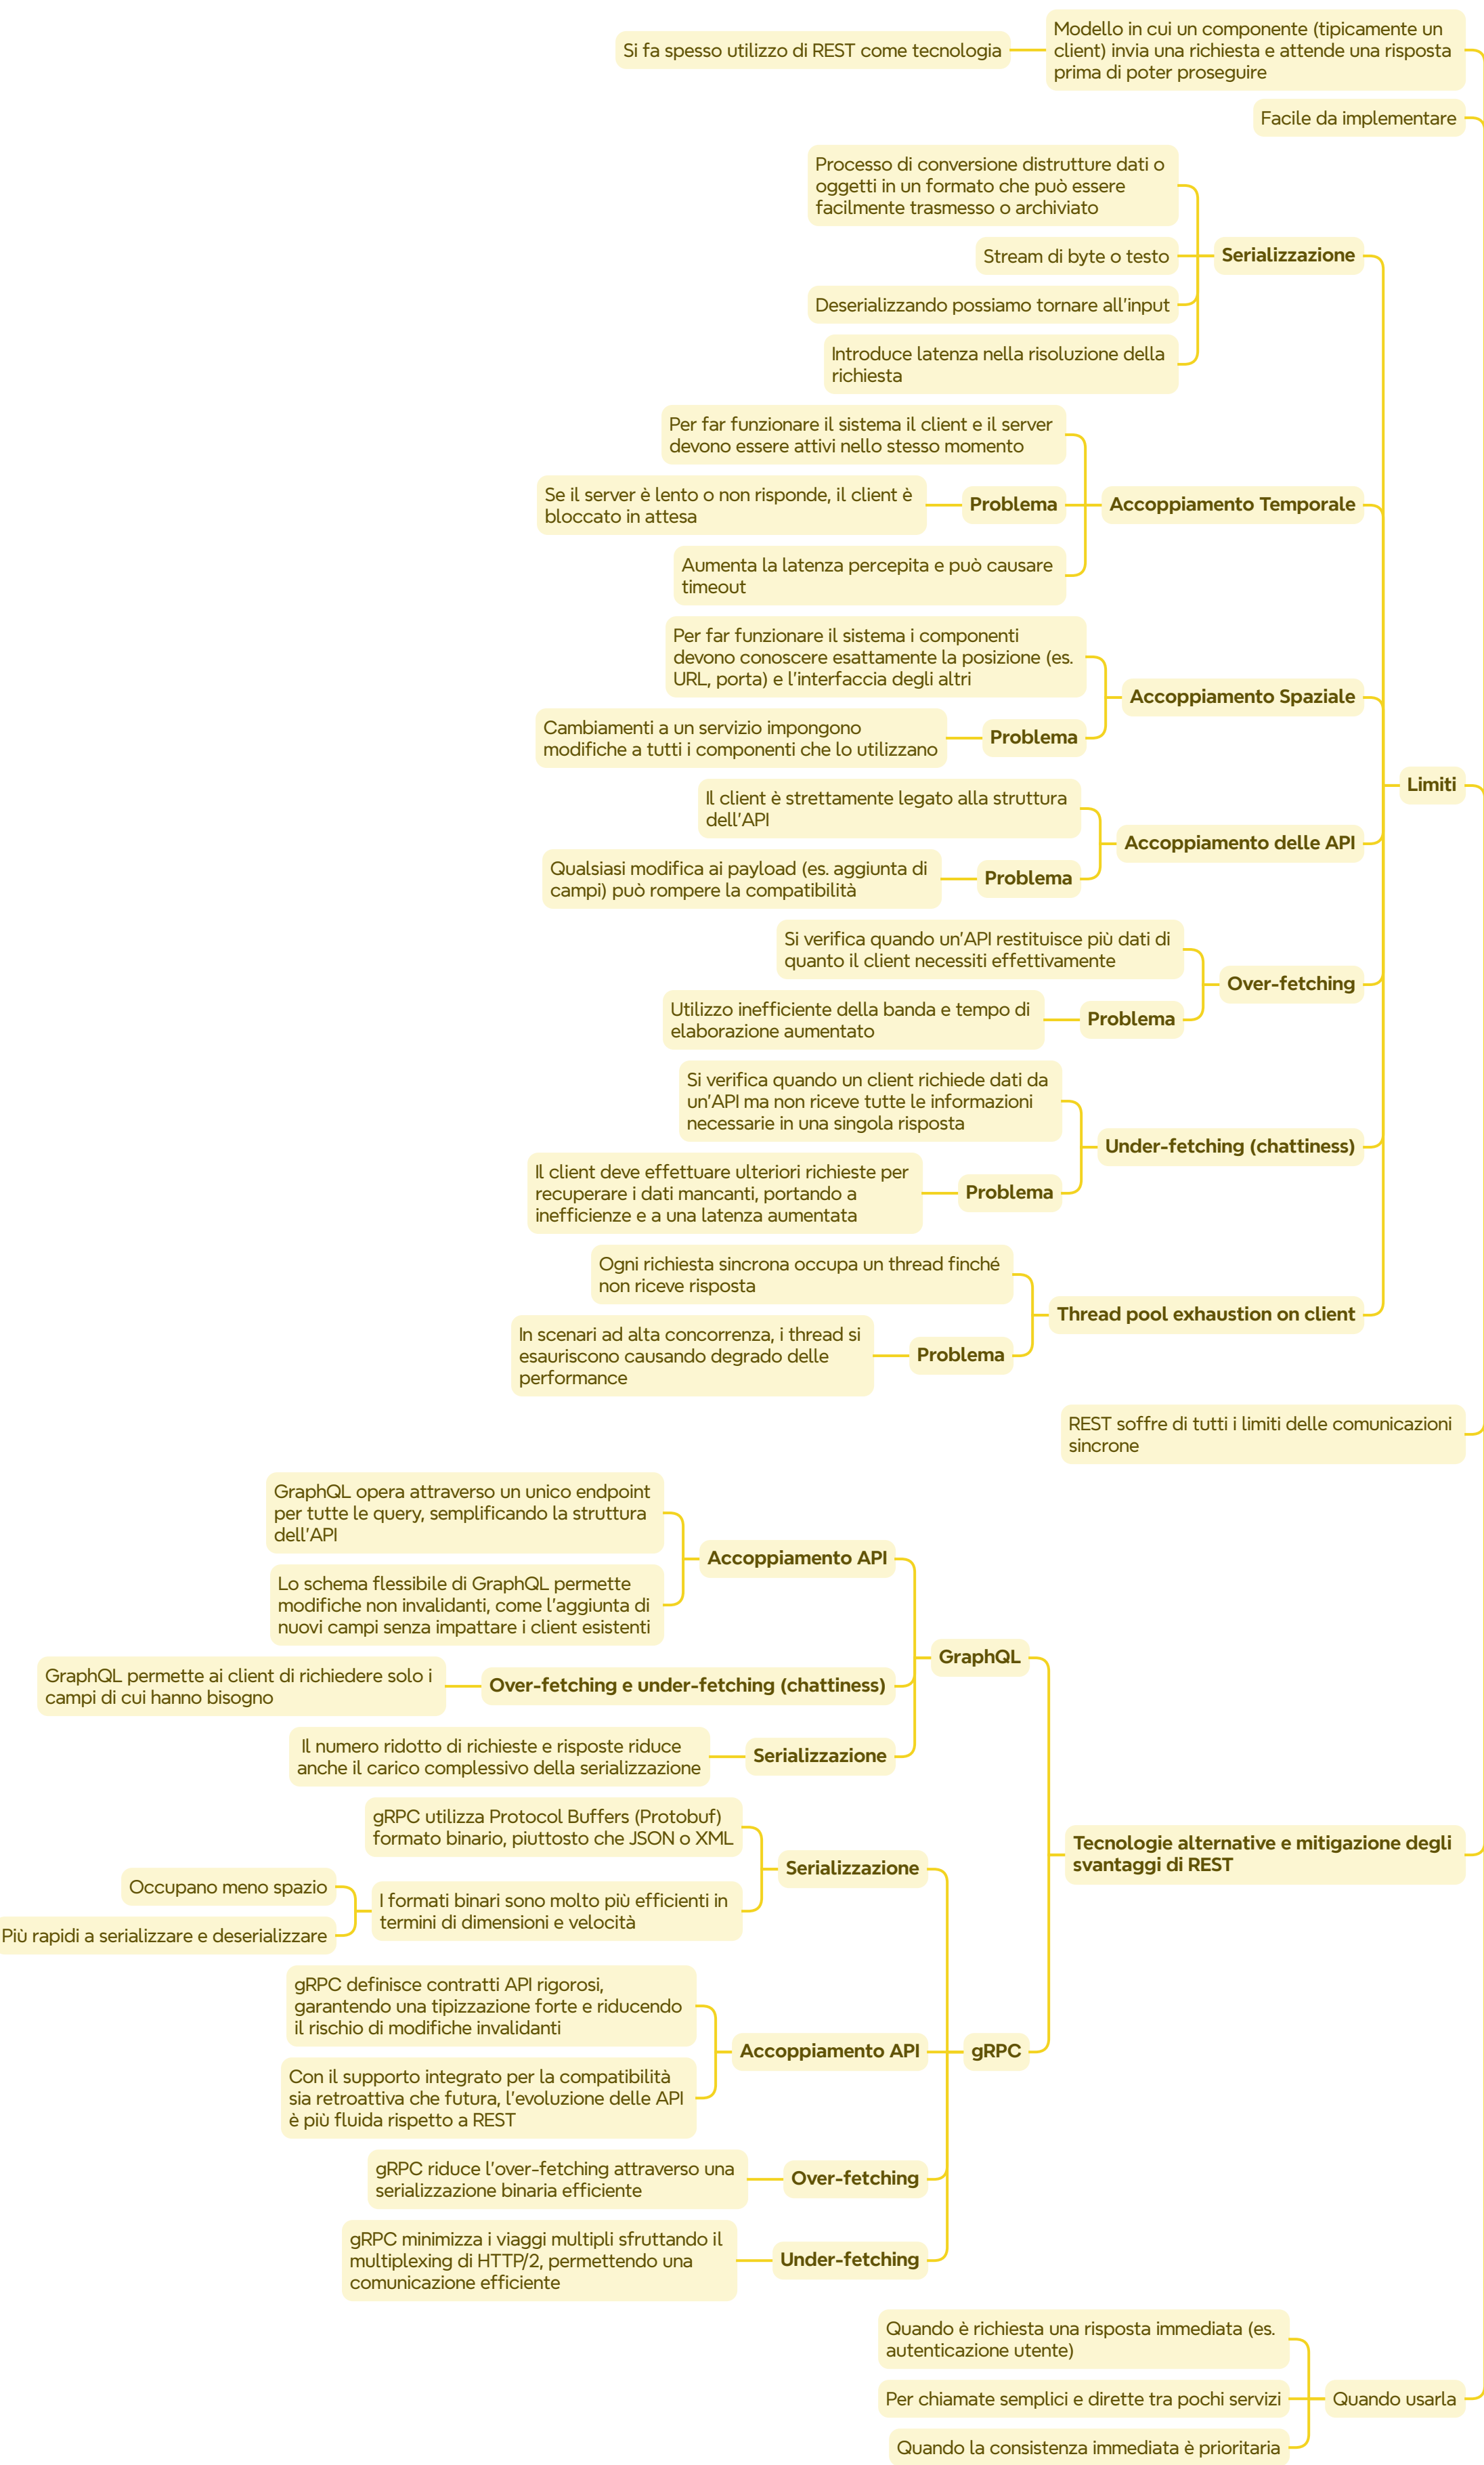 Modello in cui un componente (tipicamente un
client) invia una richiesta e attende una risposta
prima di poter proseguire
Si fa spesso utilizzo di REST come tecnologia
Facile da implementare
Limiti
Serializzazione
Processo di conversione distrutture dati o
oggetti in un formato che può essere
facilmente trasmesso o archiviato
Stream di byte o testo
Deserializzando possiamo tornare all'input
Introduce latenza nella risoluzione della
richiesta
Accoppiamento Temporale
Per far funzionare il sistema il client e il server
devono essere attivi nello stesso momento
Problema
Se il server è lento o non risponde, il client è
bloccato in attesa
Aumenta la latenza percepita e può causare
timeout
Accoppiamento Spaziale
Per far funzionare il sistema i componenti
devono conoscere esattamente la posizione (es.
URL, porta) e l'interfaccia degli altri
Problema
Cambiamenti a un servizio impongono
modifiche a tutti i componenti che lo utilizzano
Accoppiamento delle API
Il client è strettamente legato alla struttura
dell'API
Problema
Qualsiasi modifica ai payload (es. aggiunta di
campi) può rompere la compatibilità
Over-fetching
Si verifica quando un'API restituisce più dati di
quanto il client necessiti effettivamente
Problema
Utilizzo inefficiente della banda e tempo di
elaborazione aumentato
Under-fetching (chattiness)
Si verifica quando un client richiede dati da
un'API ma non riceve tutte le informazioni
necessarie in una singola risposta
Problema
Il client deve effettuare ulteriori richieste per
recuperare i dati mancanti, portando a
inefficienze e a una latenza aumentata
Thread pool exhaustion on client
Ogni richiesta sincrona occupa un thread finché
non riceve risposta
Problema
In scenari ad alta concorrenza, i thread si
esauriscono causando degrado delle
performance
REST soffre di tutti i limiti delle comunicazioni
sincrone
Tecnologie alternative e mitigazione degli
svantaggi di REST
GraphQL
Accoppiamento API
GraphQL opera attraverso un unico endpoint
per tutte le query, semplificando la struttura
dell'API
Lo schema flessibile di GraphQL permette
modifiche non invalidanti, come l'aggiunta di
nuovi campi senza impattare i client esistenti
Over-fetching e under-fetching (chattiness)
GraphQL permette ai client di richiedere solo i
campi di cui hanno bisogno
Serializzazione
Il numero ridotto di richieste e risposte riduce
anche il carico complessivo della serializzazione
gRPC
Serializzazione
gRPC utilizza Protocol Buffers (Protobuf)
formato binario, piuttosto che JSON o XML
I formati binari sono molto più efficienti in
termini di dimensioni e velocità
Occupano meno spazio
Più rapidi a serializzare e deserializzare
Accoppiamento API
gRPC definisce contratti API rigorosi,
garantendo una tipizzazione forte e riducendo
il rischio di modifiche invalidanti
Con il supporto integrato per la compatibilità
sia retroattiva che futura, l'evoluzione delle API
è più fluida rispetto a REST
Over-fetching
gRPC riduce l'over-fetching attraverso una
serializzazione binaria efficiente
Under-fetching
gRPC minimizza i viaggi multipli sfruttando il
multiplexing di HTTP/2, permettendo una
comunicazione efficiente
Quando usarla
Quando è richiesta una risposta immediata (es.
autenticazione utente)
Per chiamate semplici e dirette tra pochi servizi
Quando la consistenza immediata è prioritaria